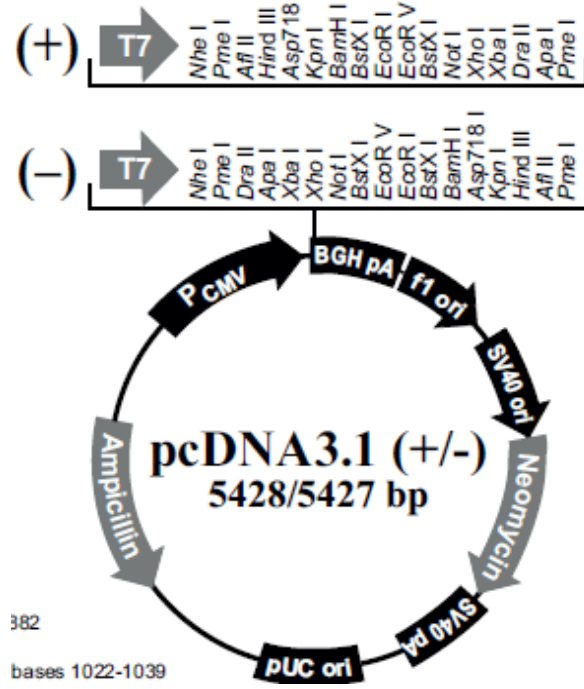 (+) T7 Nhe I Pme I Afl II Hind III Asp718 Kpn I BamH I BstX I EcoR I EcoR V BstX I Not I Xho I Xba I Dra II Apa I Pme I
(–) T7 Nhe I Pme I Dra II Apa I Xba I Xho I Not I BstX I EcoR V EcoR I BstX I BamH I Asp718 I Kpn I Hind III Afl II Pme I
P CMV
BGH pA
f1 ori
SV40 ori
Neomycin
SV40 pA
pUC ori
Ampicillin
pcDNA3.1 (+/-)
5428/5427 bp
382
bases 1022-1039